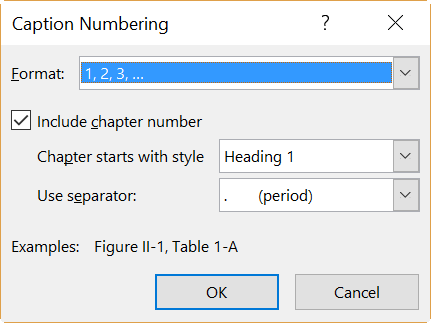 Caption Numbering ? ×
Format: 1, 2, 3, ...
Include chapter number
Chapter starts with style Heading 1
Use separator: . (period)
Examples: Figure II-1, Table 1-A
OK Cancel